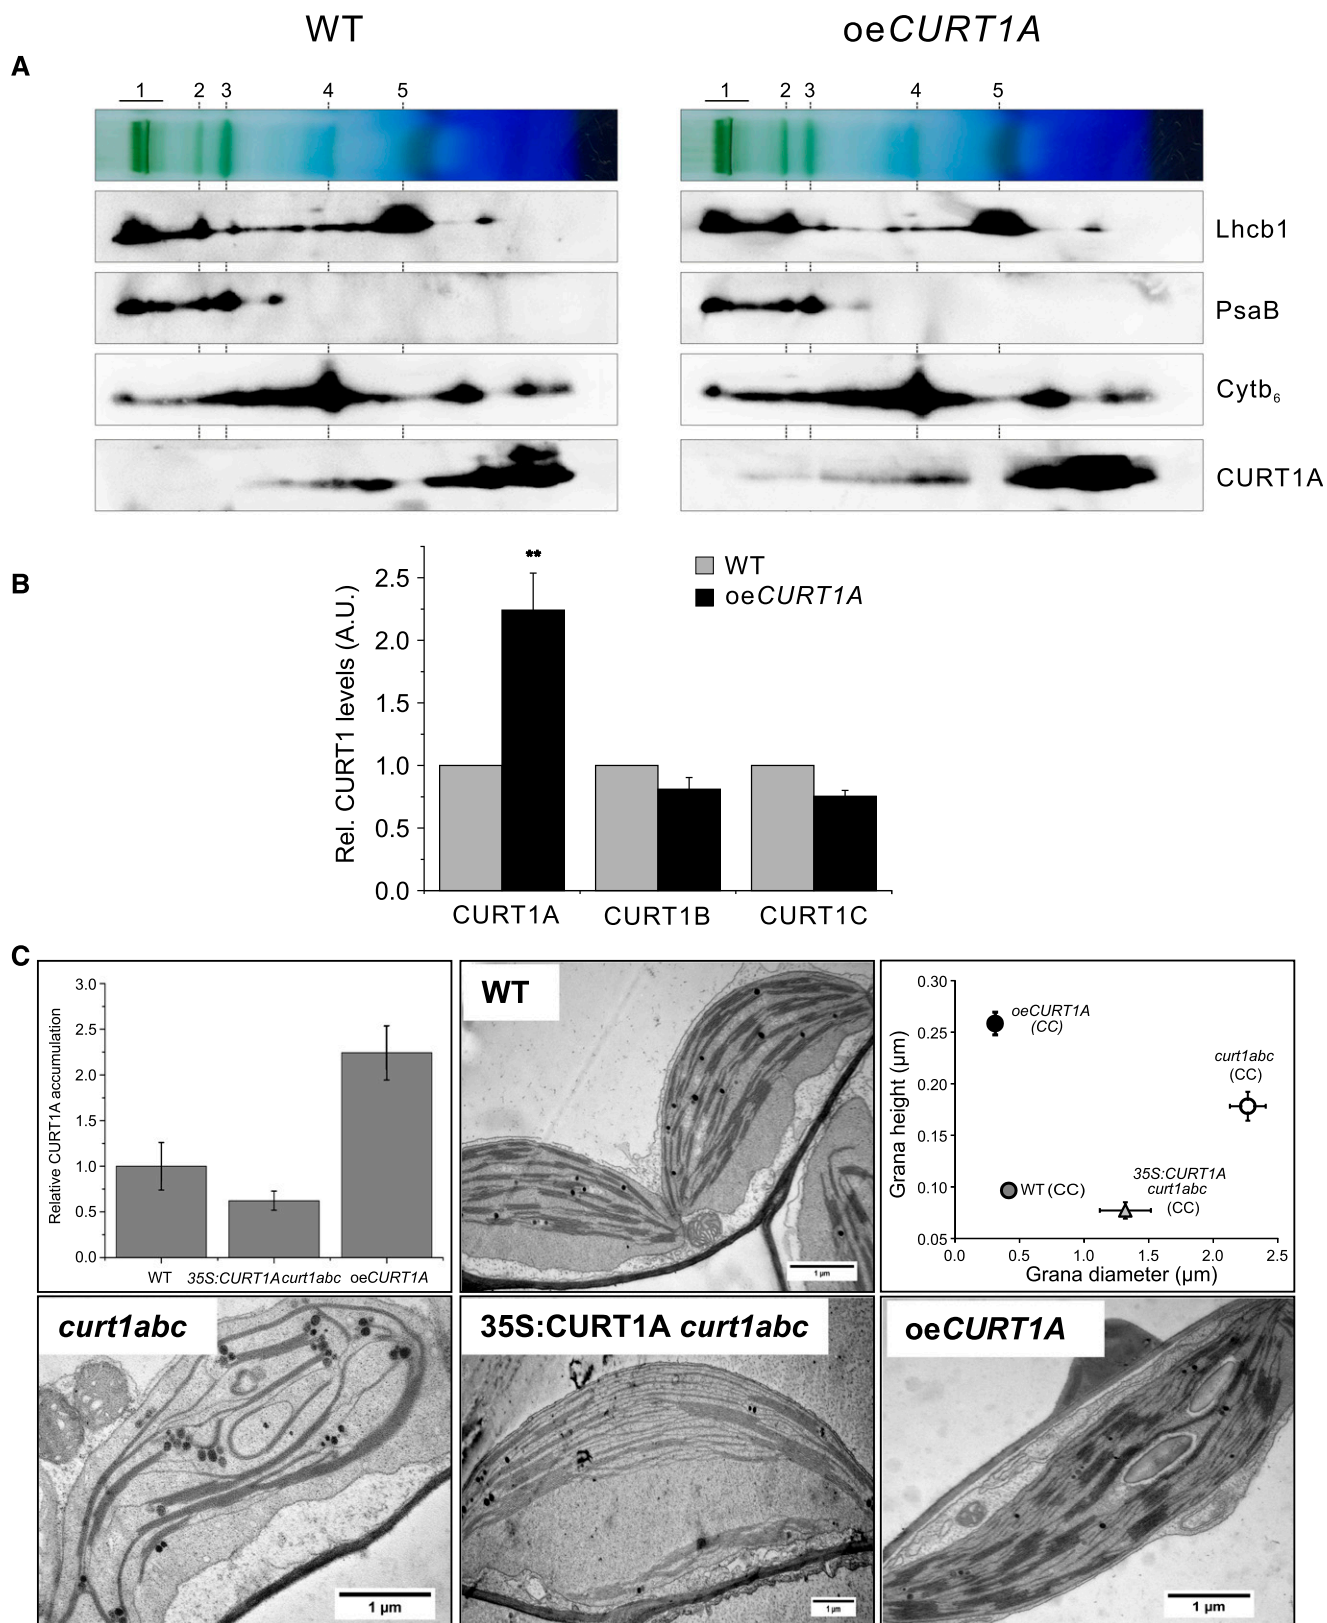 WT
oeCURT1A
A
1 2 3 4 5
1 2 3 4 5
Lhcb1
PsaB
Cytb6
CURT1A
B
Rel. CURT1 levels (A.U.)
2.5
2.0
1.5
1.0
0.5
0.0
**
WT
oeCURT1A
CURT1A CURT1B CURT1C
C
Relative CURT1A accumulation
3.0
2.5
2.0
1.5
1.0
0.5
0.0
WT 35S:CURT1A curt1abc oeCURT1A
WT
1 µm
Grana height (µm)
0.30
0.25
0.20
0.15
0.10
0.05
oeCURT1A
(CC)
curt1abc
(CC)
WT (CC)
35S:CURT1A
curt1abc
(CC)
0.0 0.5 1.0 1.5 2.0 2.5
Grana diameter (µm)
curt1abc
1 µm
35S:CURT1A curt1abc
1 µm
oeCURT1A
1 µm